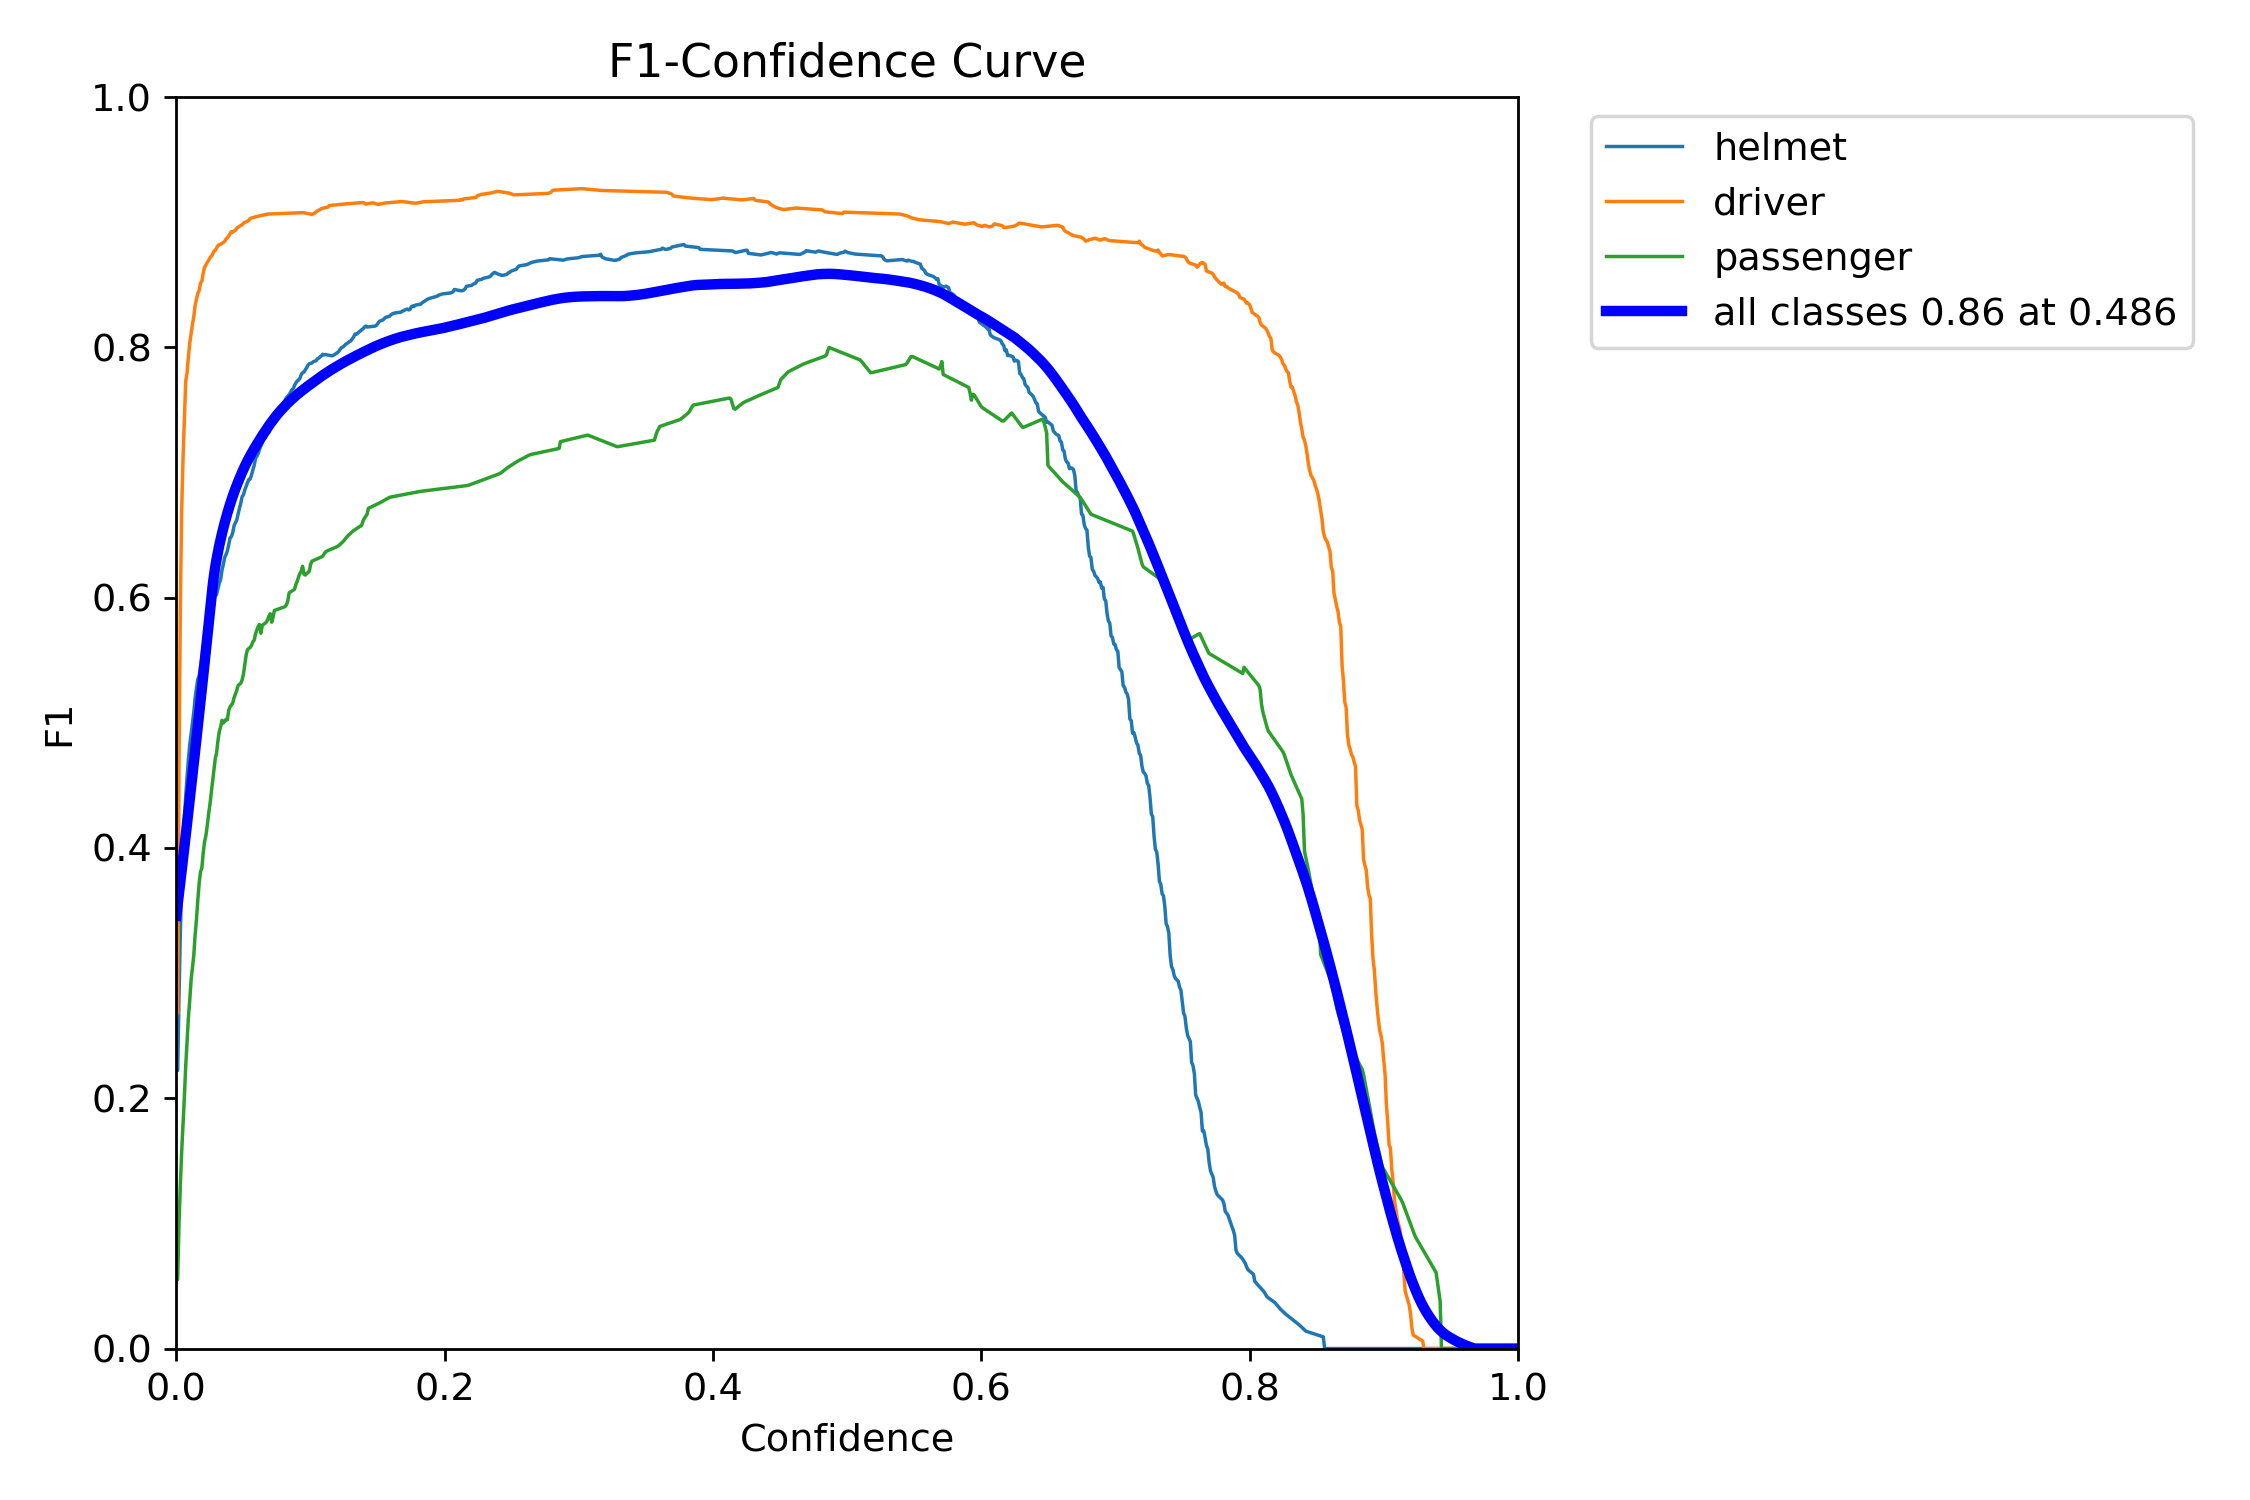 F1-Confidence Curve
1.0
0.8
0.6
0.4
0.2
0.0
F1
0.0 0.2 0.4 0.6 0.8 1.0
Confidence
helmet
driver
passenger
all classes 0.86 at 0.486